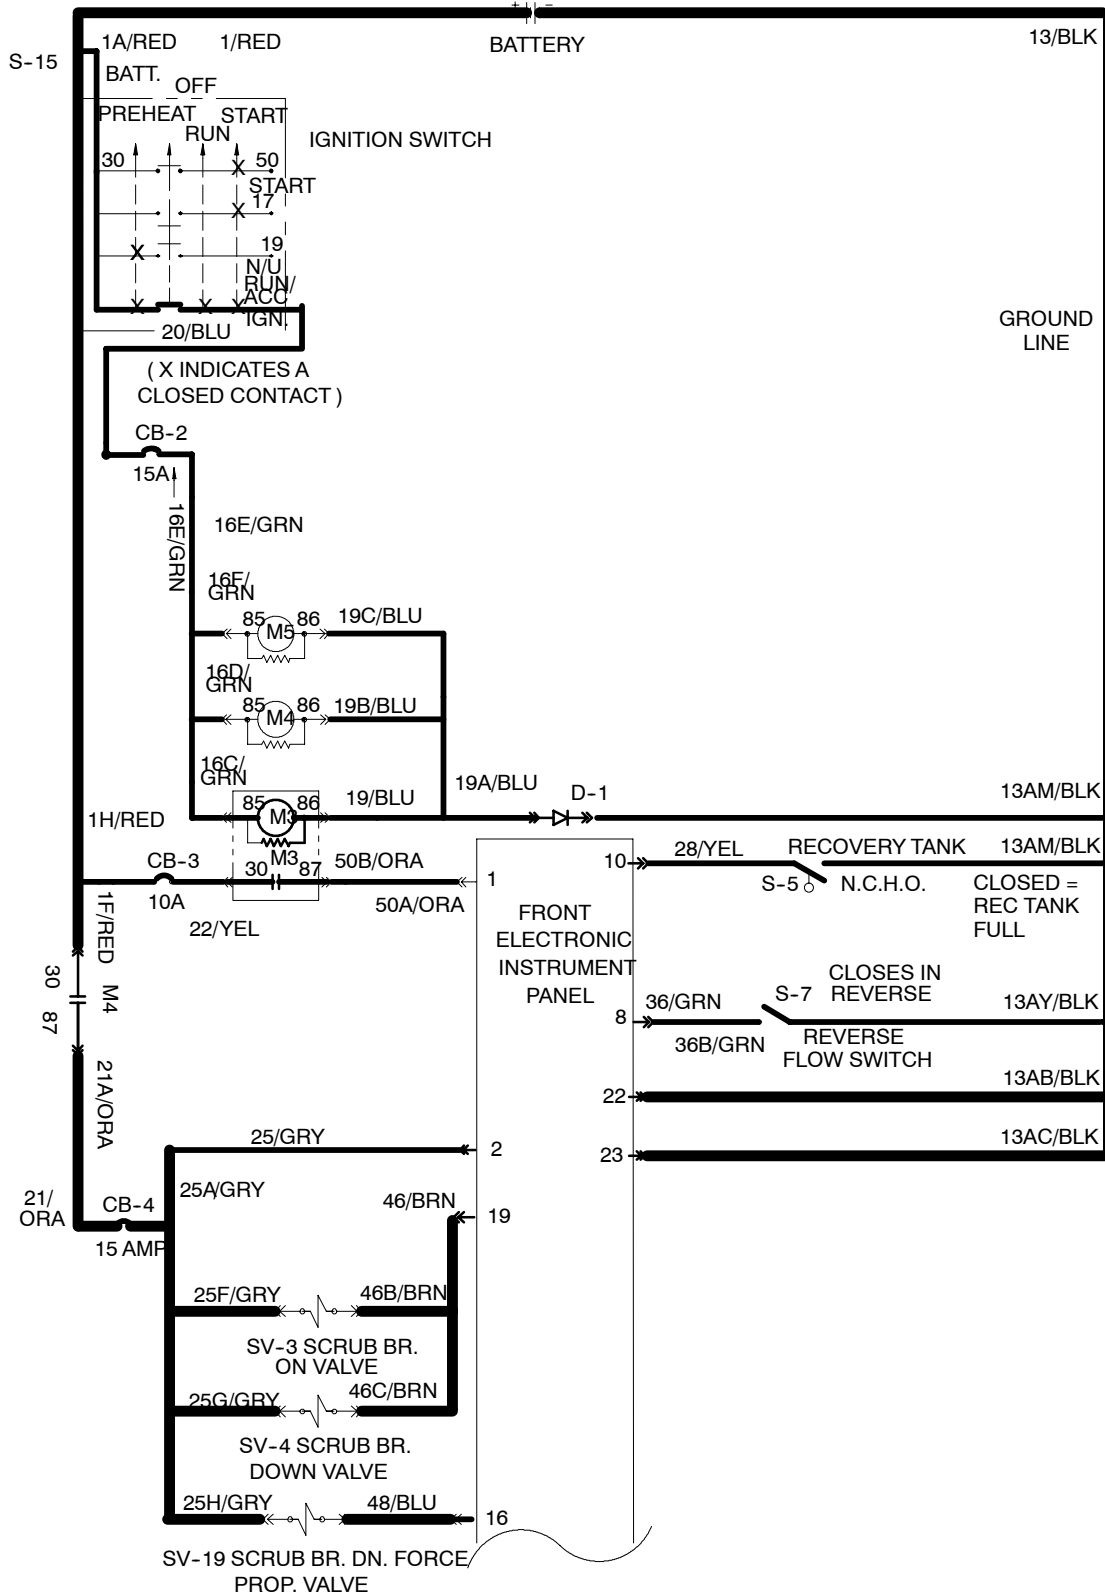 + -
1A/RED 1/RED
BATTERY
13/BLK
S-15
BATT.
OFF
PREHEAT START
RUN
IGNITION SWITCH
30 50
START
17
19
N/U
RUN/
ACC
IGN.
X
X
X
X X X
20/BLU
GROUND
LINE
( X INDICATES A
CLOSED CONTACT )
CB-2
15A
16E/GRN
16E/GRN
16F/
GRN
85 M5 86
19C/BLU
16D/
GRN
85 M4 86
19B/BLU
16C/
GRN
85 M3 86
19/BLU
19A/BLU
D-1
13AM/BLK
1H/RED
M3
CB-3
10A
30 87
50B/ORA
50A/ORA
22/YEL
1
10
28/YEL
RECOVERY TANK
13AM/BLK
S-5
N.C.H.O.
CLOSED =
REC TANK
FULL
FRONT
ELECTRONIC
INSTRUMENT
PANEL
1F/RED
30 M4
87
CLOSES IN
REVERSE
8
36/GRN
S-7
13AY/BLK
36B/GRN
REVERSE
FLOW SWITCH
21A/ORA
22
13AB/BLK
25/GRY
2
23
13AC/BLK
25A/GRY
21/
ORA
CB-4
15 AMP
46/BRN
19
25F/GRY
46B/BRN
SV-3 SCRUB BR.
ON VALVE
25G/GRY
46C/BRN
SV-4 SCRUB BR.
DOWN VALVE
25H/GRY
48/BLU
16
SV-19 SCRUB BR. DN. FORCE
PROP. VALVE